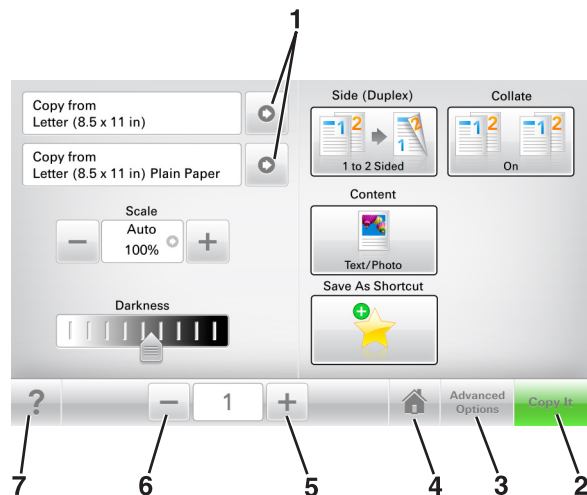 1
Copy from
Letter (8.5 x 11 in)
Copy from
Letter (8.5 x 11 in) Plain Paper
Scale
Auto
100%
Darkness
Side (Duplex)
1 2 1 2
1 to 2 Sided
Collate
1 2 1 2
On
Content
Text/Photo
Save As Shortcut
?
1
Advanced
Options
Copy It
7
6
5
4
3
2